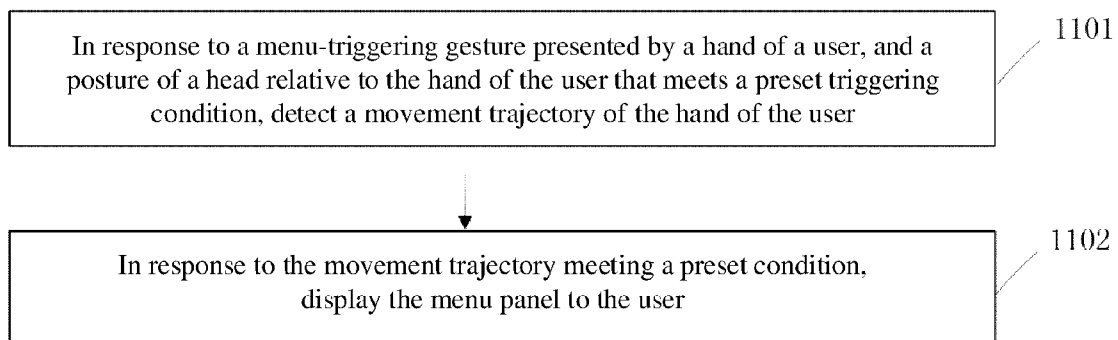 1101
In response to a menu-triggering gesture presented by a hand of a user, and a
posture of a head relative to the hand of the user that meets a preset triggering
condition, detect a movement trajectory of the hand of the user
1102
In response to the movement trajectory meeting a preset condition,
display the menu panel to the user